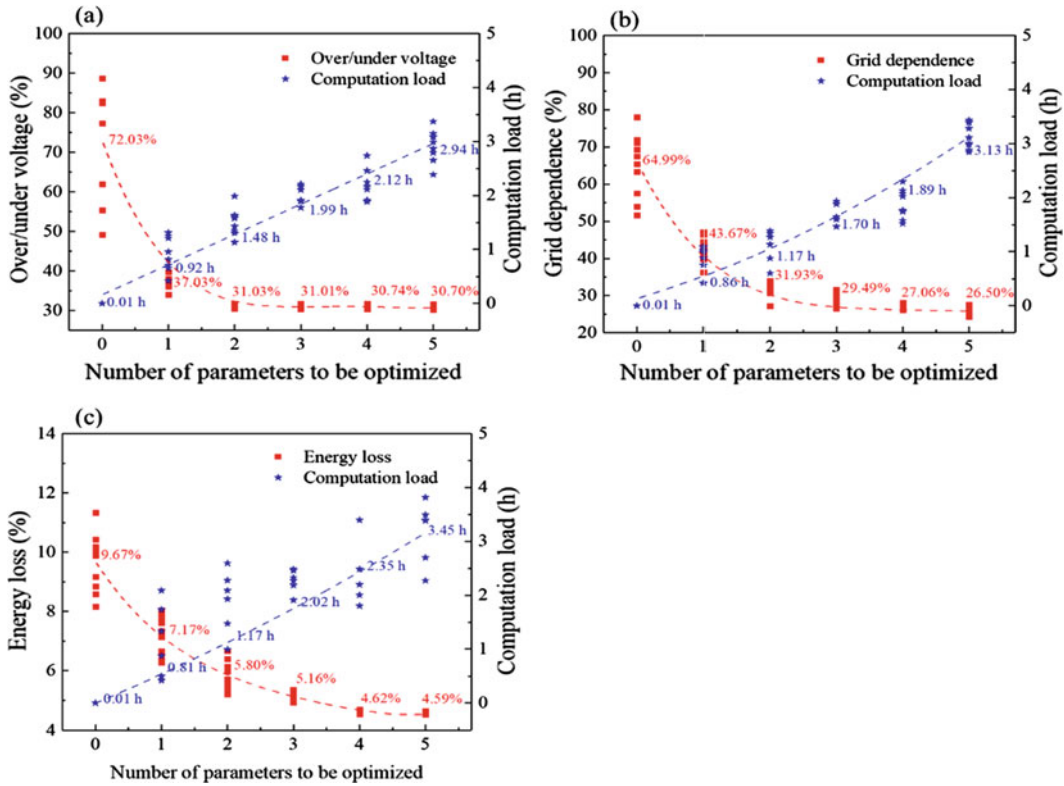 (a)
100
90
80
70
60
50
40
30
Over/under voltage (%)
Over/under voltage
Computation load
72.03%
37.03%
31.03%
31.01%
30.74%
30.70%
0.01 h
0.92 h
1.48 h
1.99 h
2.12 h
2.94 h
5
4
3
2
1
0
Computation load (h)
0 1 2 3 4 5
Number of parameters to be optimized
(b)
100
90
80
70
60
50
40
30
20
Grid dependence (%)
Grid dependence
Computation load
64.99%
43.67%
31.93%
29.49%
27.06%
26.50%
0.01 h
0.86 h
1.17 h
1.70 h
1.89 h
3.13 h
5
4
3
2
1
0
Computation load (h)
0 1 2 3 4 5
Number of parameters to be optimized
(c)
14
12
10
8
6
4
Energy loss (%)
Energy loss
Computation load
9.67%
7.17%
5.80%
5.16%
4.62%
4.59%
0.01 h
0.81 h
1.17 h
2.02 h
2.35 h
3.45 h
5
4
3
2
1
0
Computation load (h)
0 1 2 3 4 5
Number of parameters to be optimized